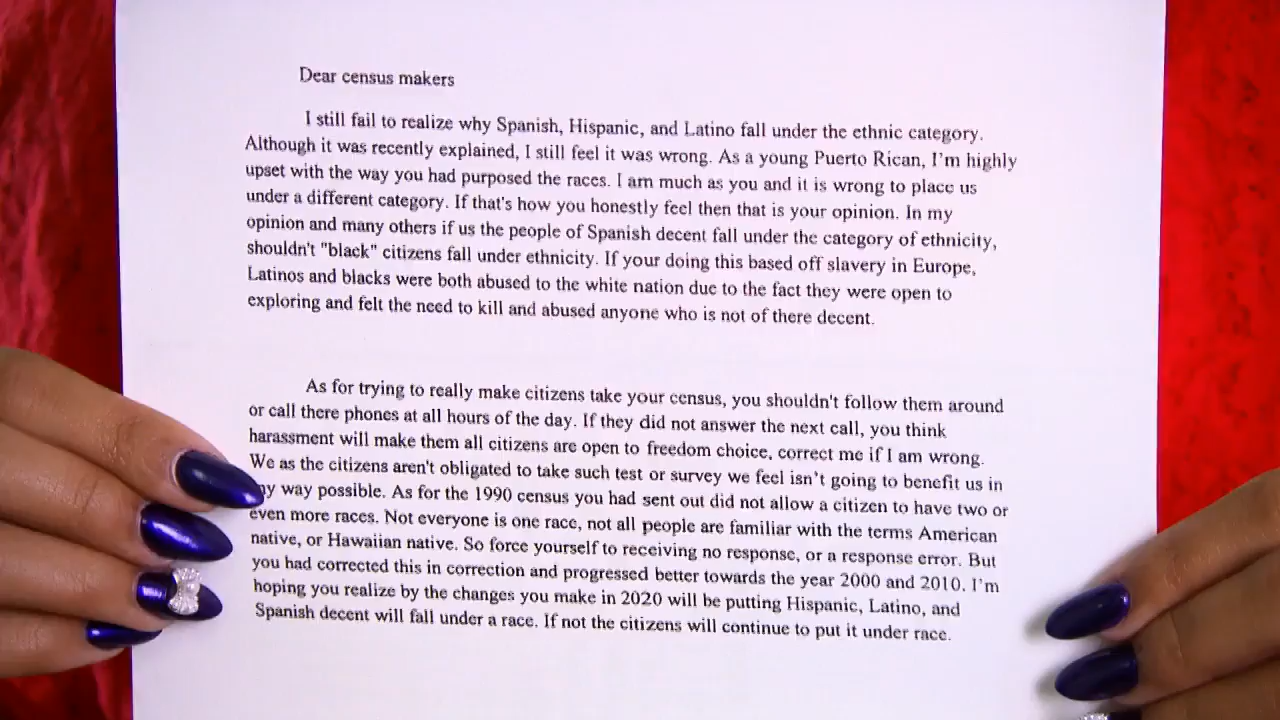 Dear census makers
I still fail to realize why Spanish, Hispanic, and Latino fall under the ethnic category.
Although it was recently explained, I still feel it was wrong. As a young Puerto Rican, I'm highly
upset with the way you had purposed the races. I am much as you and it is wrong to place us
under a different category. If that's how you honestly feel then that is your opinion. In my
opinion and many others if us the people of Spanish decent fall under the category of ethnicity,
shouldn't "black" citizens fall under ethnicity. If your doing this based off slavery in Europe,
Latinos and blacks were both abused to the white nation due to the fact they were open to
exploring and felt the need to kill and abused anyone who is not of there decent.
As for trying to really make citizens take your census, you shouldn't follow them around
or call there phones at all hours of the day. If they did not answer the next call, you think
harassment will make them all citizens are open to freedom choice, correct me if I am wrong.
We as the citizens aren't obligated to take such test or survey we feel isn't going to benefit us in
way possible. As for the 1990 census you had sent out did not allow a citizen to have two or
even more races. Not everyone is one race, not all people are familiar with the terms American
native, or Hawaiian native. So force yourself to receiving no response, or a response error. But
you had corrected this in correction and progressed better towards the year 2000 and 2010. I'm
hoping you realize by the changes you make in 2020 will be putting Hispanic, Latino, and
Spanish decent will fall under a race. If not the citizens will continue to put it under race.